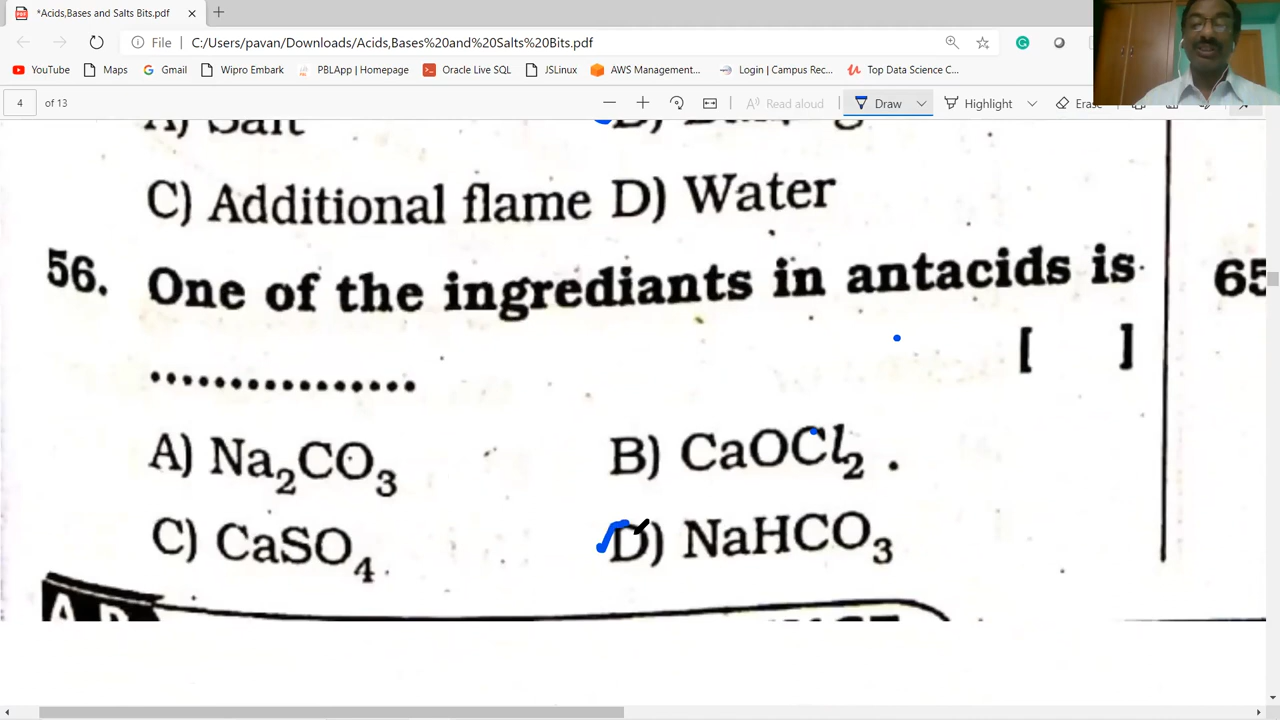 *Acids,Bases and Salts Bits.pdf
File C:/Users/pavan/Downloads/Acids,Bases%20and%20Salts%20Bits.pdf
YouTube Maps Gmail Wipro Embark PBLApp | Homepage Oracle Live SQL JSLinux AWS Management... Login | Campus Rec... Top Data Science C...
4 of 13 Read aloud Draw Highlight Erase
A) Salt
C) Additional flame D) Water
56. One of the ingrediants in antacids is
65
................ [ ]
A) Na₂CO₃ B) CaOCl₂ .
C) CaSO₄ D) NaHCO₃